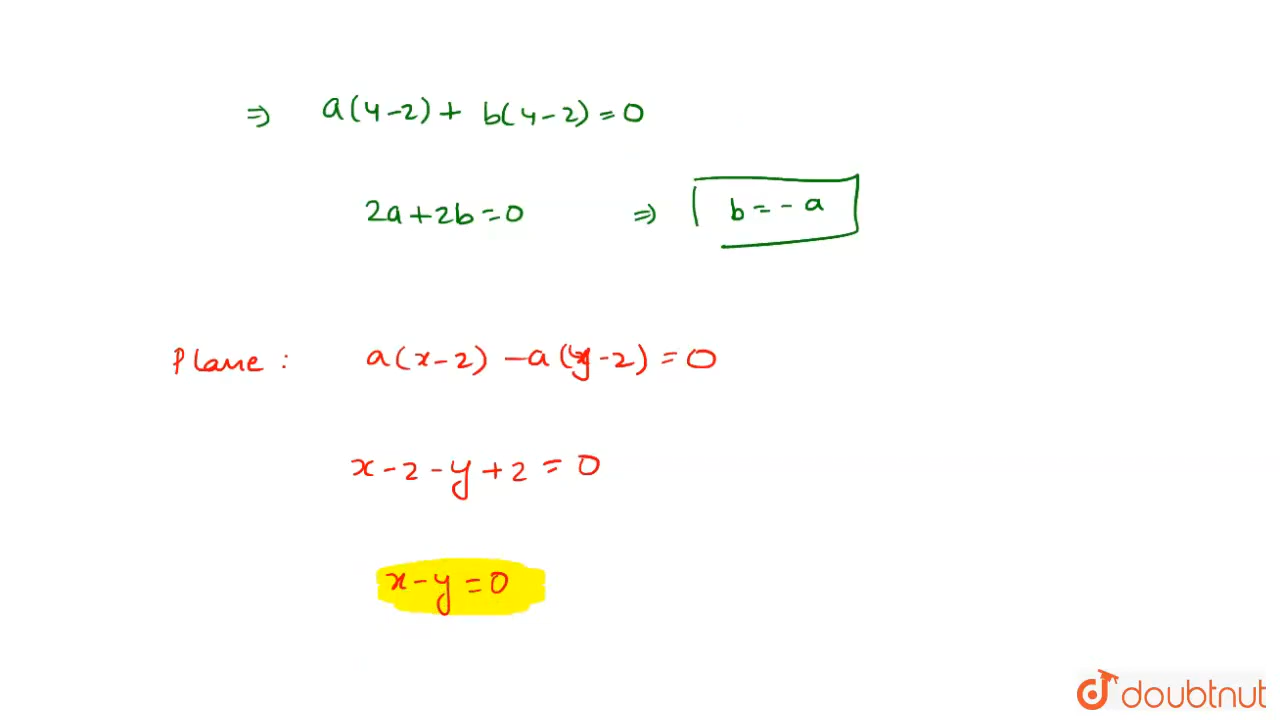 ⇒ a(4-2) + b(4-2) = 0
2a+2b=0 ⇒ b = - a
Plane : a(x-2) - a(y-2) = 0
x - 2 - y + 2 = 0
x - y = 0
doubtnut